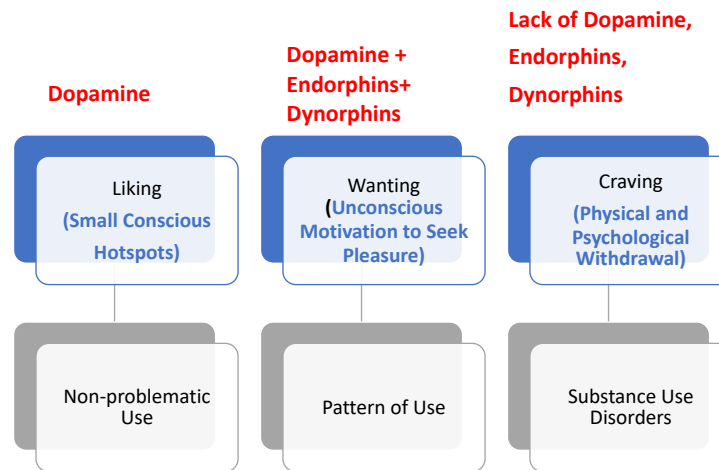 Dopamine
Dopamine +
Endorphins+
Dynorphins
Lack of Dopamine,
Endorphins,
Dynorphins
Liking
(Small Conscious
Hotspots)
Wanting
(Unconscious
Motivation to Seek
Pleasure)
Craving
(Physical and
Psychological
Withdrawal)
Non-problematic
Use
Pattern of Use
Substance Use
Disorders